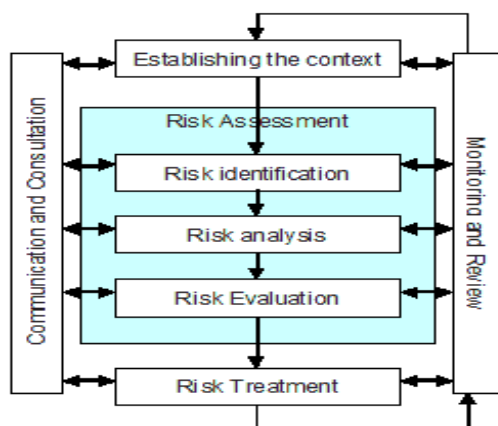 Establishing the context
Risk Assessment
Risk identification
Risk analysis
Risk Evaluation
Risk Treatment
Communication and Consultation
Monitoring and Review